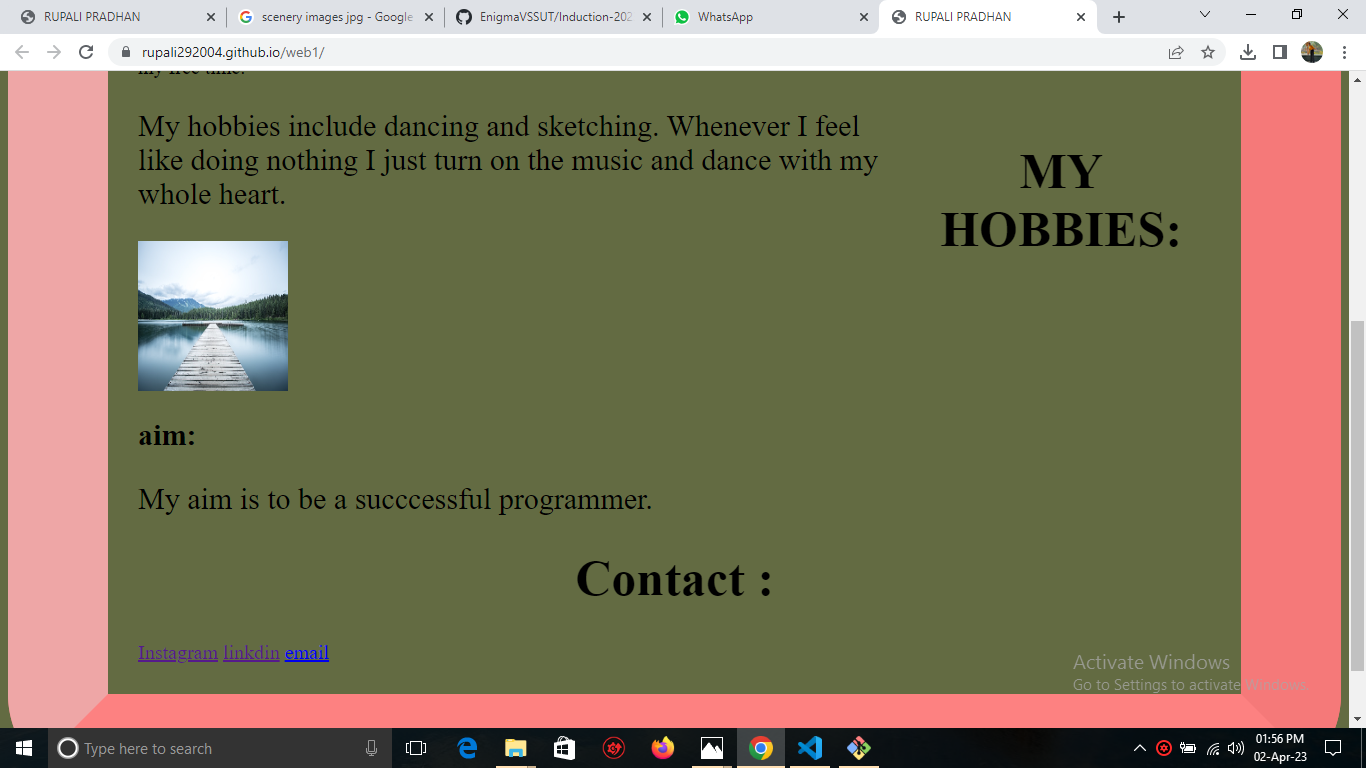 RUPALI PRADHAN
scenery images jpg - Google
EnigmaVSSUT/Induction-202
WhatsApp
RUPALI PRADHAN
rupali292004.github.io/web1/
my free time.
My hobbies include dancing and sketching. Whenever I feel
like doing nothing I just turn on the music and dance with my
whole heart.
MY
HOBBIES:
aim:
My aim is to be a succcessful programmer.
Contact :
Instagram linkdin email
Activate Windows
Go to Settings to activate Windows.
Type here to search
01:56 PM
02-Apr-23